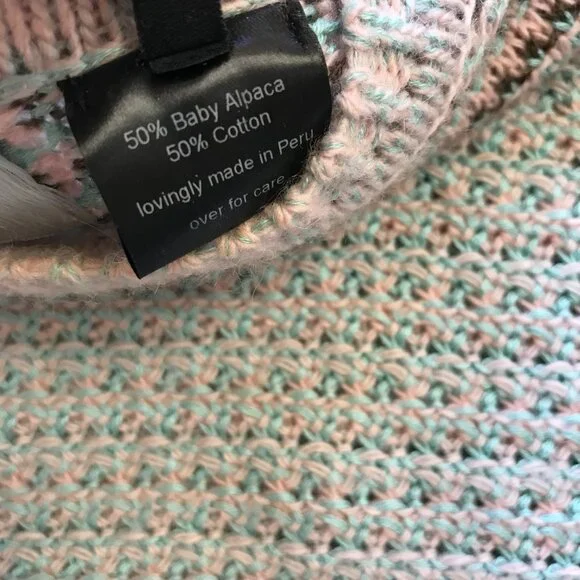 50% Baby Alpaca
50% Cotton
lovingly made in Peru
over for care